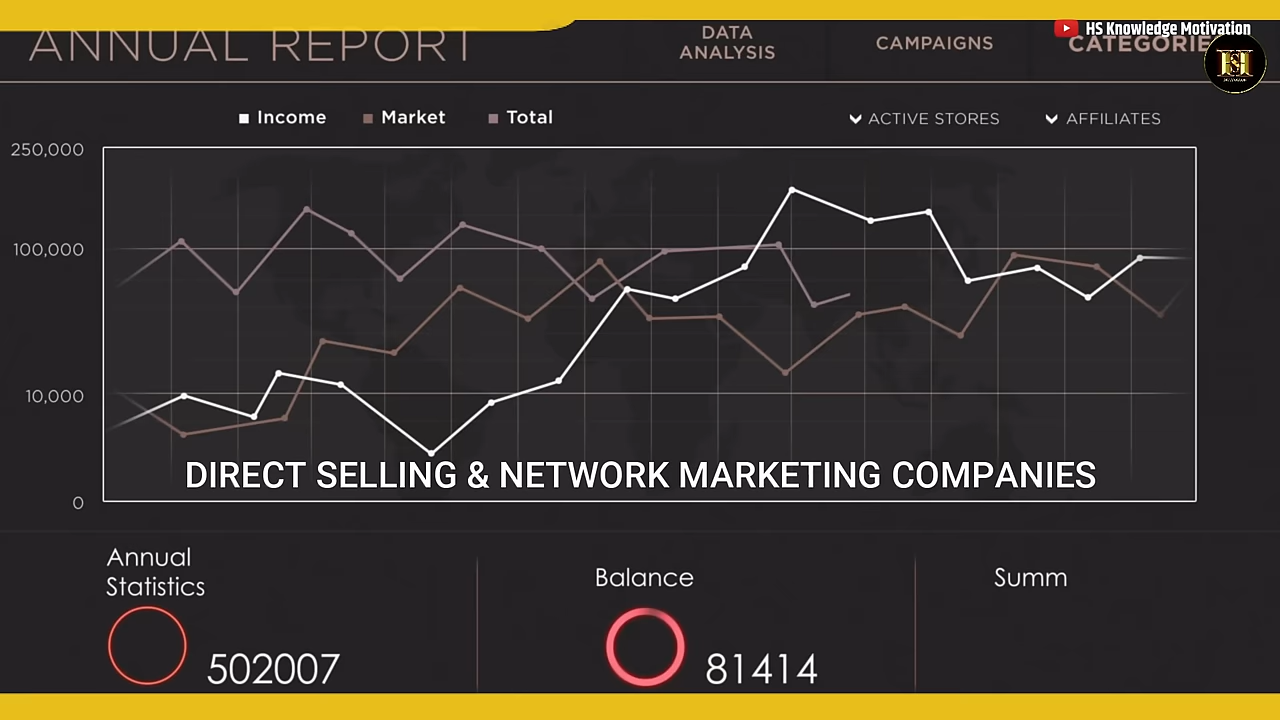 HS Knowledge Motivation
ANNUAL REPORT
DATA
ANALYSIS
CAMPAIGNS
CATEGORIE
Income
Market
Total
ACTIVE STORES
AFFILIATES
250,000
100,000
10,000
0
DIRECT SELLING & NETWORK MARKETING COMPANIES
Annual
Statistics
502007
Balance
81414
Summ